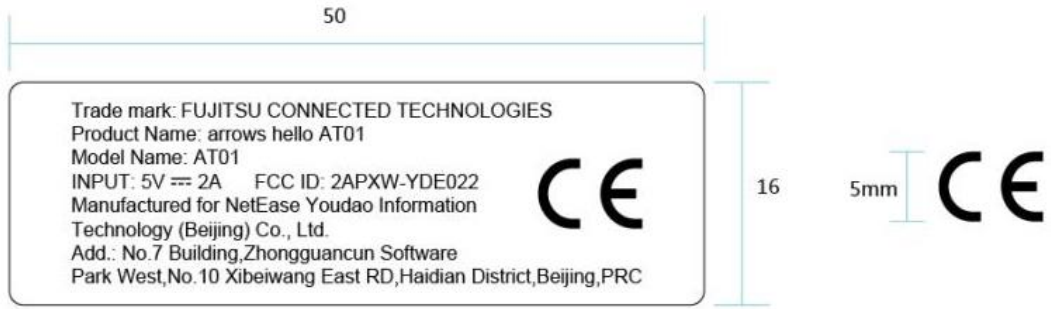 50
Trade mark: FUJITSU CONNECTED TECHNOLOGIES
Product Name: arrows hello AT01
Model Name: AT01
INPUT: 5V ⎓ 2A FCC ID: 2APXW-YDE022
Manufactured for NetEase Youdao Information
Technology (Beijing) Co., Ltd.
Add.: No.7 Building,Zhongguancun Software
Park West,No.10 Xibeiwang East RD,Haidian District,Beijing,PRC
CE
16
5mm
CE